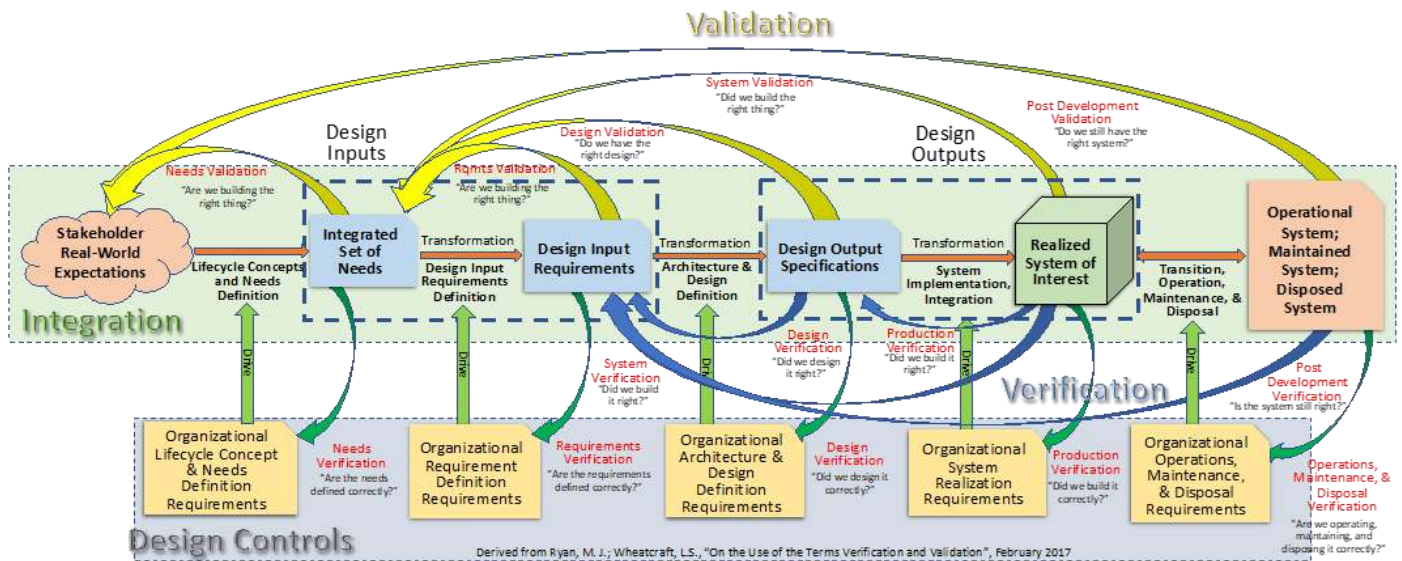 Validation
System Validation
"Did we build the
right thing?"
Post Development
Validation
"Do we still have the
right system?"
Design
Inputs
Design Validation
"Do we have the
right design?"
Design
Outputs
Needs Validation
"Are we building the
right thing?"
Rqmts Validation
"Are we building the
right thing?"
Stakeholder
Real-World
Expectations
Lifecycle Concepts
and Needs
Definition
Integrated
Set of
Needs
Transformation
Design Input
Requirements
Definition
Design Input
Requirements
Transformation
Architecture &
Design
Definition
Design Output
Specifications
Transformation
System
Implementation,
Integration
Realized
System of
Interest
Transition,
Operation,
Maintenance, &
Disposal
Operational
System;
Maintained
System;
Disposed
System
Integration
Drive
Drive
Drive
Drive
Drive
System
Verification
"Did we build
it right?"
Design
Verification
"Did we design
it right?"
Production
Verification
"Did we build it
right?"
Verification
Post
Development
Verification
"Is the system still right?"
Organizational
Lifecycle Concept
& Needs
Definition
Requirements
Needs
Verification
"Are the needs
defined correctly?"
Organizational
Requirement
Definition
Requirements
Requirements
Verification
"Are the requirements
defined correctly?"
Organizational
Architecture &
Design
Definition
Requirements
Design
Verification
"Did we design it
correctly?"
Organizational
System
Realization
Requirements
Production
Verification
"Did we build it
correctly?"
Organizational
Operations,
Maintenance,
& Disposal
Requirements
Operations,
Maintenance, &
Disposal
Verification
"Are we operating,
maintaining, and
disposing it correctly?"
Design Controls
Derived from Ryan, M. J.; Wheatcraft, L.S., "On the Use of the Terms Verification and Validation", February 2017